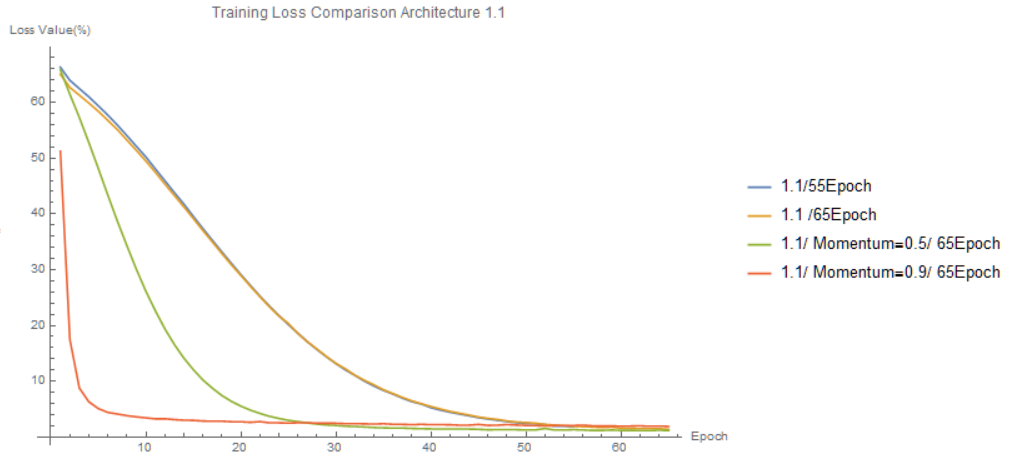 Training Loss Comparison Architecture 1.1
Loss Value(%)
60
50
40
30
20
10
10 20 30 40 50 60
Epoch
1.1/55Epoch
1.1 /65Epoch
1.1/ Momentum=0.5/ 65Epoch
1.1/ Momentum=0.9/ 65Epoch